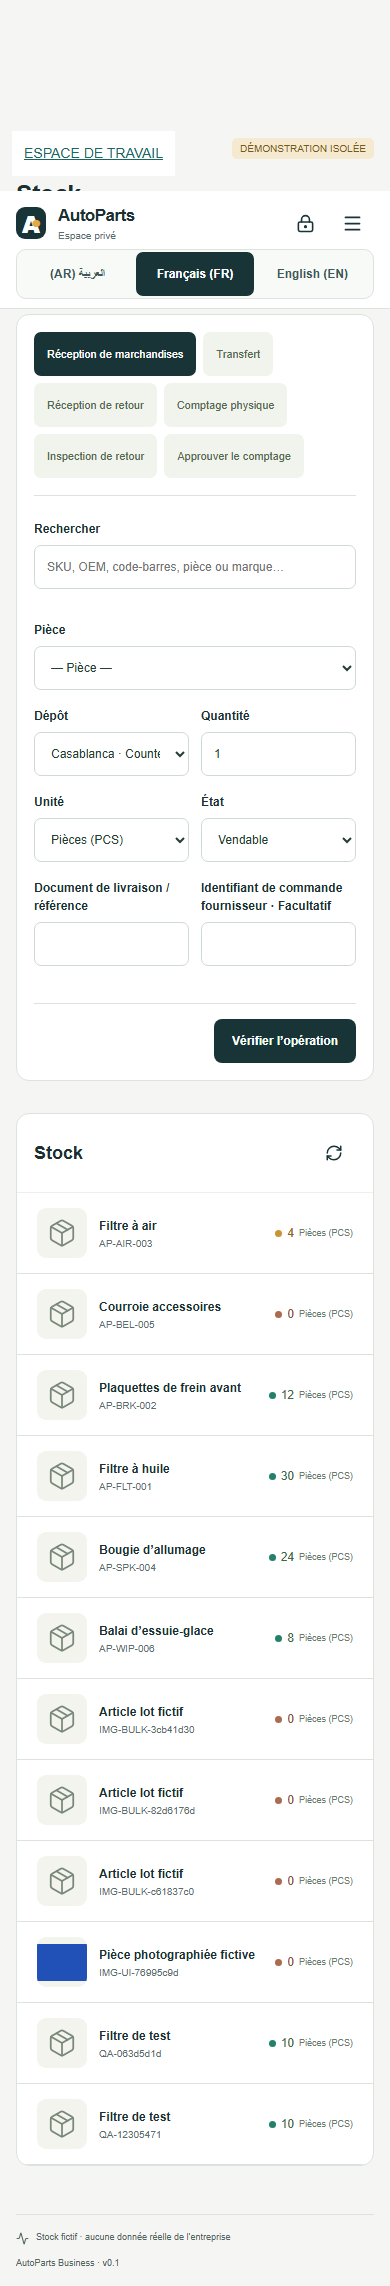 ESPACE DE TRAVAIL
DÉMONSTRATION ISOLÉE
AutoParts
Espace privé
العربية (AR)
Français (FR)
English (EN)
Réception de marchandises
Transfert
Réception de retour
Comptage physique
Inspection de retour
Approuver le comptage
Rechercher
SKU, OEM, code-barres, pièce ou marque…
Pièce
— Pièce —
Dépôt
Quantité
Casablanca · Counte
1
Unité
État
Pièces (PCS)
Vendable
Document de livraison /
référence
Identifiant de commande
fournisseur · Facultatif
Vérifier l’opération
Stock
Filtre à air
AP-AIR-003
4 Pièces (PCS)
Courroie accessoires
AP-BEL-005
0 Pièces (PCS)
Plaquettes de frein avant
AP-BRK-002
12 Pièces (PCS)
Filtre à huile
AP-FLT-001
30 Pièces (PCS)
Bougie d’allumage
AP-SPK-004
24 Pièces (PCS)
Balai d’essuie-glace
AP-WIP-006
8 Pièces (PCS)
Article lot fictif
IMG-BULK-3cb41d30
0 Pièces (PCS)
Article lot fictif
IMG-BULK-82d6176d
0 Pièces (PCS)
Article lot fictif
IMG-BULK-c61837c0
0 Pièces (PCS)
Pièce photographiée fictive
IMG-UI-76995c9d
0 Pièces (PCS)
Filtre de test
QA-063d5d1d
10 Pièces (PCS)
Filtre de test
QA-12305471
10 Pièces (PCS)
Stock fictif · aucune donnée réelle de l’entreprise
AutoParts Business · v0.1